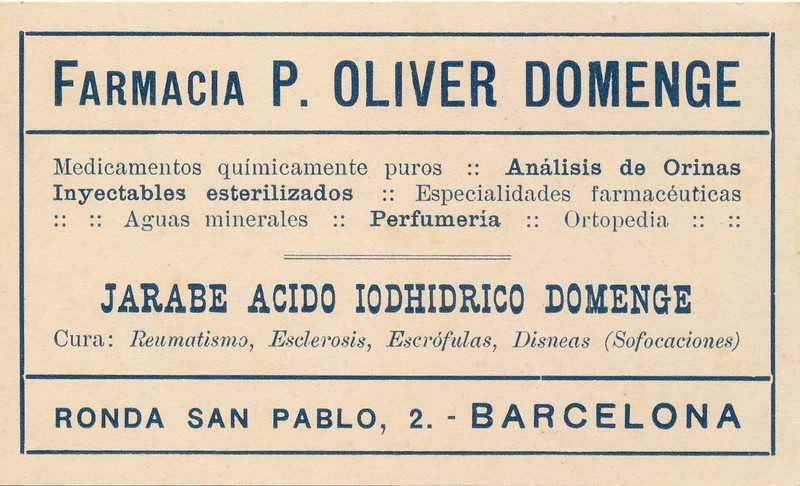 FARMACIA P. OLIVER DOMENGE
Medicamentos químicamente puros :: Análisis de Orinas
Inyectables esterilizados :: Especialidades farmacéuticas
:: :: Aguas minerales :: Perfumería :: Ortopedia :: ::
JARABE ACIDO IODHIDRICO DOMENGE
Cura: Reumatismo, Esclerosis, Escrófulas, Disneas (Sofocaciones)
RONDA SAN PABLO, 2. - BARCELONA